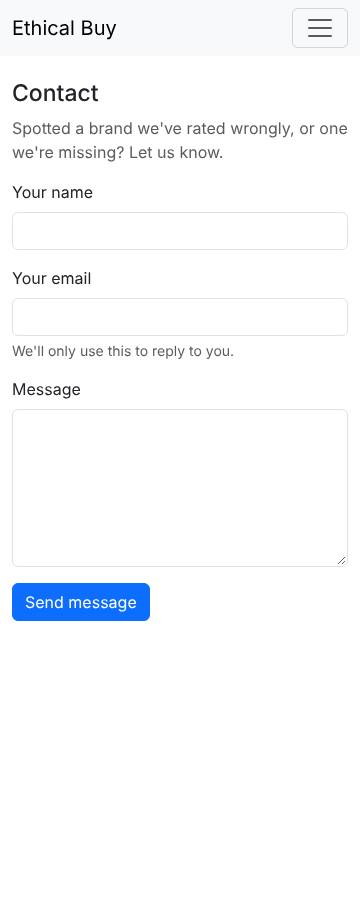 Ethical Buy
Contact
Spotted a brand we've rated wrongly, or one
we're missing? Let us know.
Your name
Your email
We'll only use this to reply to you.
Message
Send message